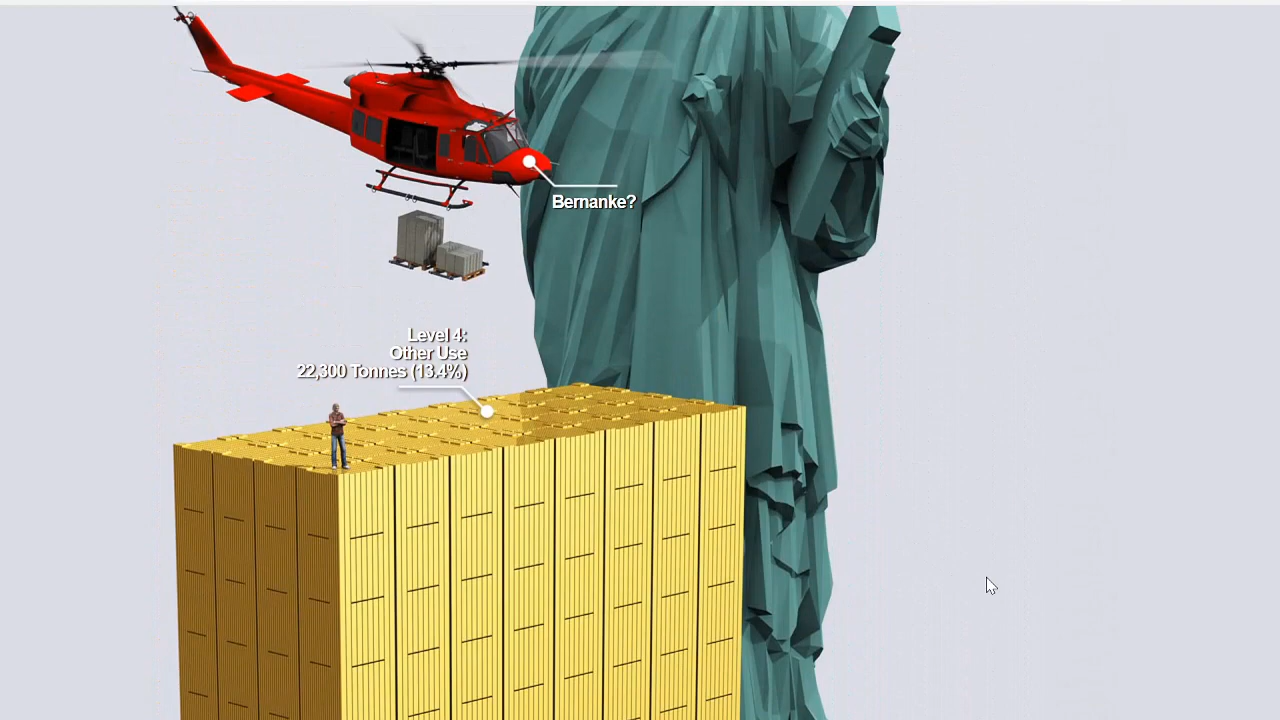 Bernanke?
Level 4:
Other Use
22,300 Tonnes (13.4%)